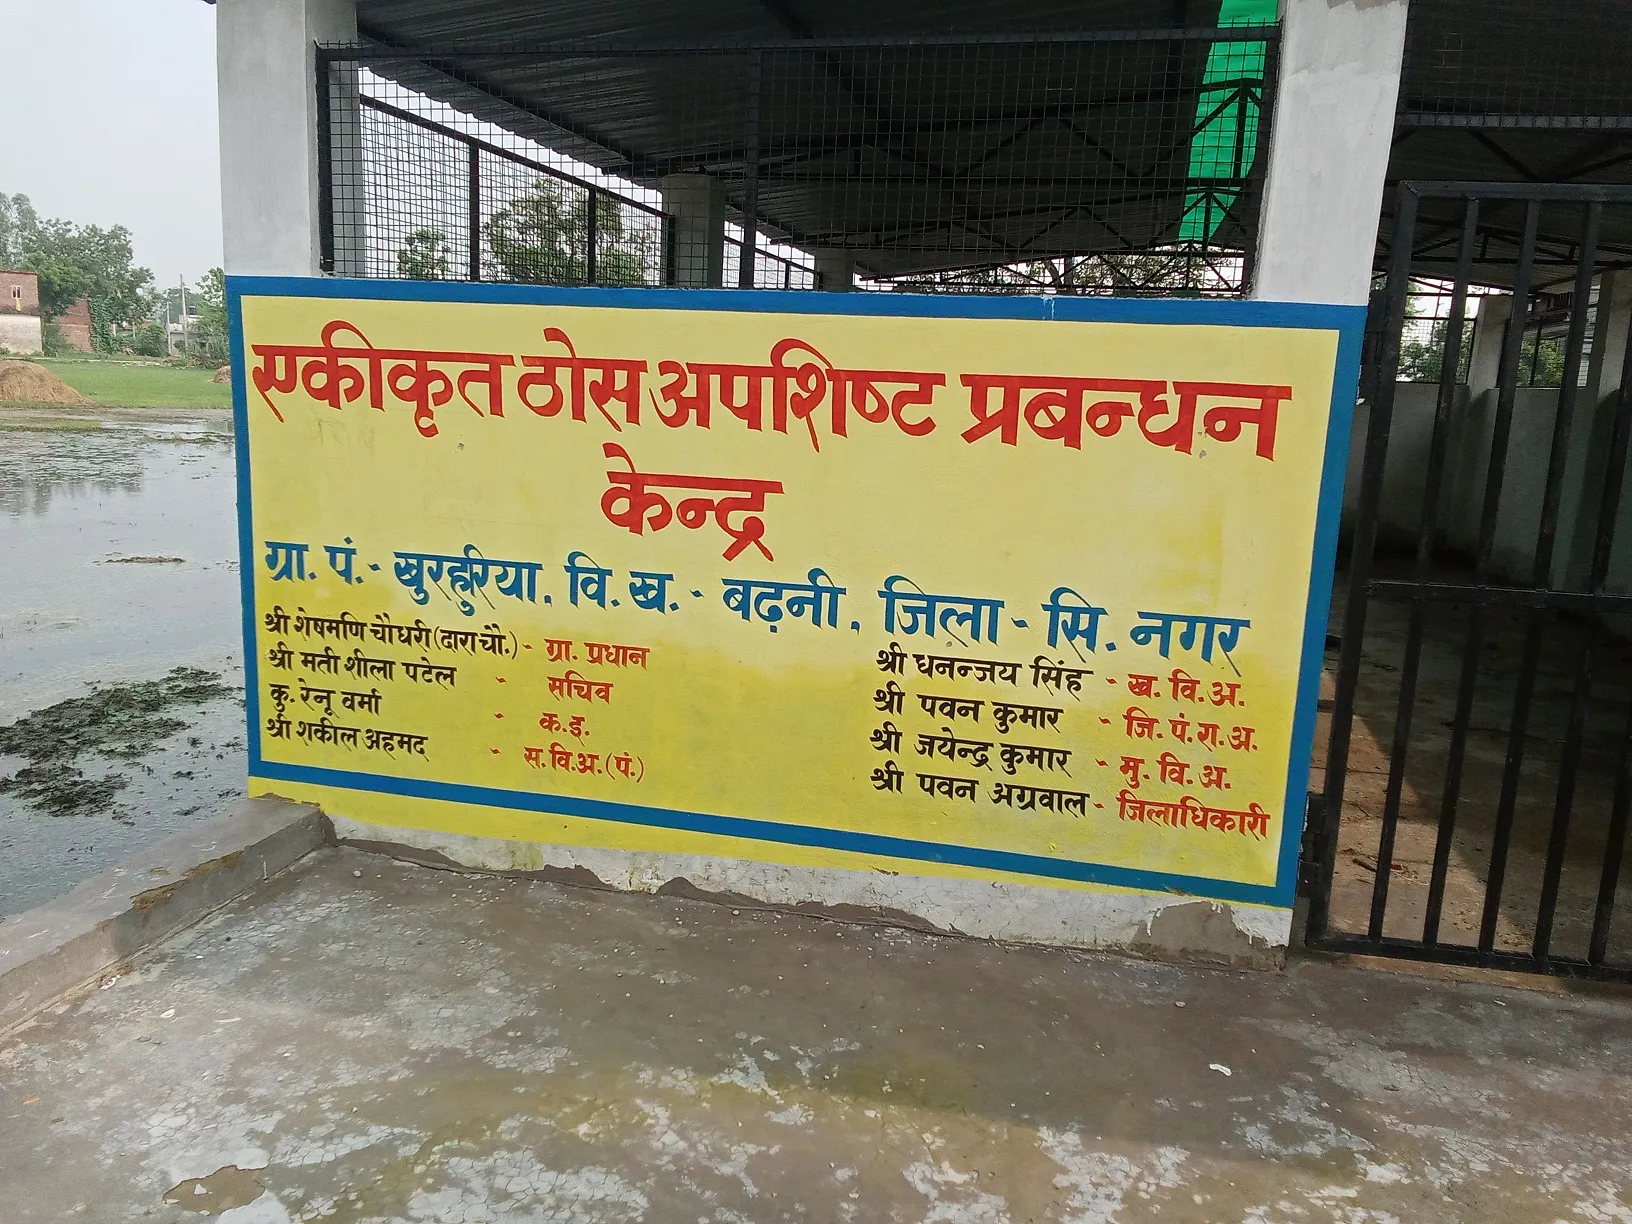 एकीकृत ठोस अपशिष्ट प्रबन्धन
केन्द्र
ग्रा. पं.- खुरहुरिया, वि. ख.- बढ़नी, जिला - सि. नगर
श्री शेषमणि चौधरी (दारा चौ.) - ग्रा. प्रधान
श्री मती शीला पटेल - सचिव
कु. रेनू वर्मा - क.इ.
श्री शकील अहमद - स.वि.अ.(पं.)
श्री धनन्जय सिंह - ख. वि. अ.
श्री पवन कुमार - जि. पं. रा. अ.
श्री जयेन्द्र कुमार - मु. वि. अ.
श्री पवन अग्रवाल - जिलाधिकारी